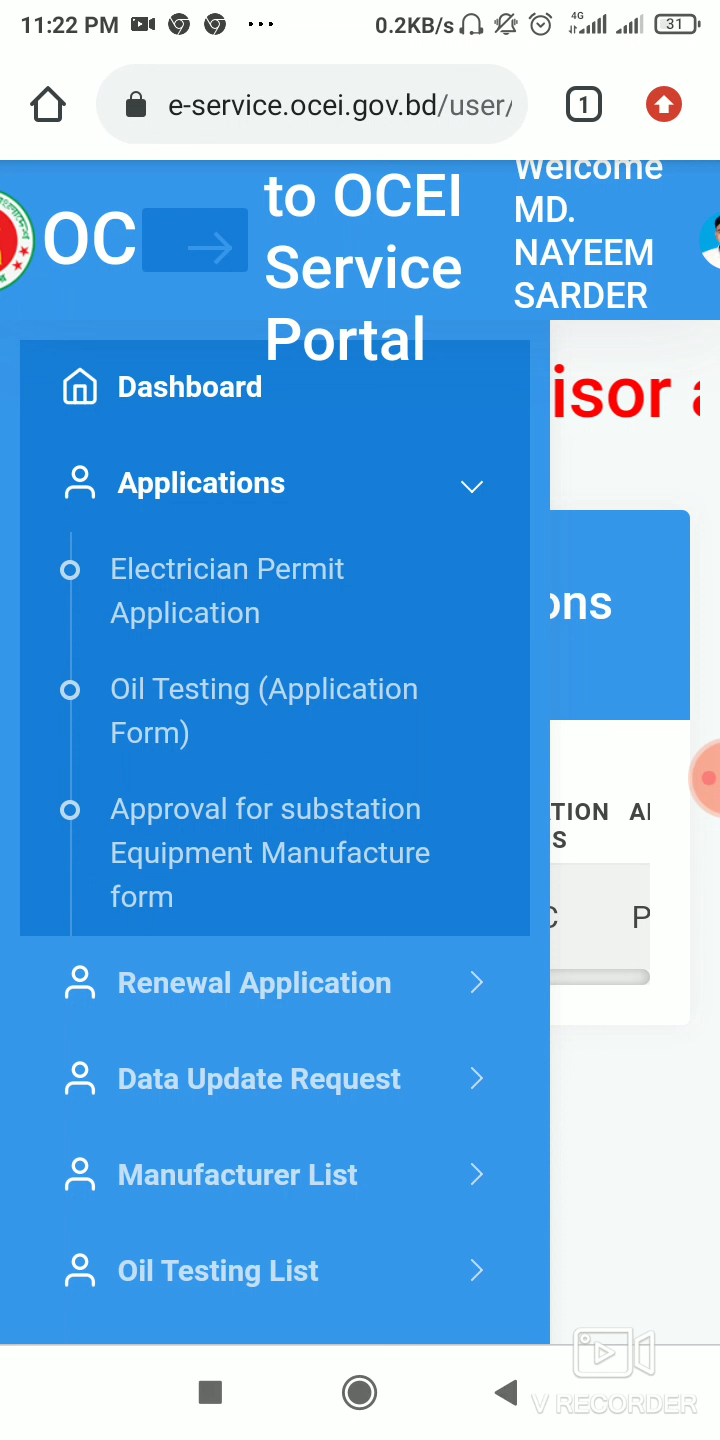 11:22 PM 0.2KB/s 4G 31
e-service.ocei.gov.bd/user/
1
OC
to OCEI
Service
Portal
Welcome
MD.
NAYEEM
SARDER
Dashboard
isor
Applications
Electrician Permit
Application
ons
Oil Testing (Application
Form)
Approval for substation
Equipment Manufacture
form
TION
S
P
Renewal Application
Data Update Request
Manufacturer List
Oil Testing List
V RECORDER